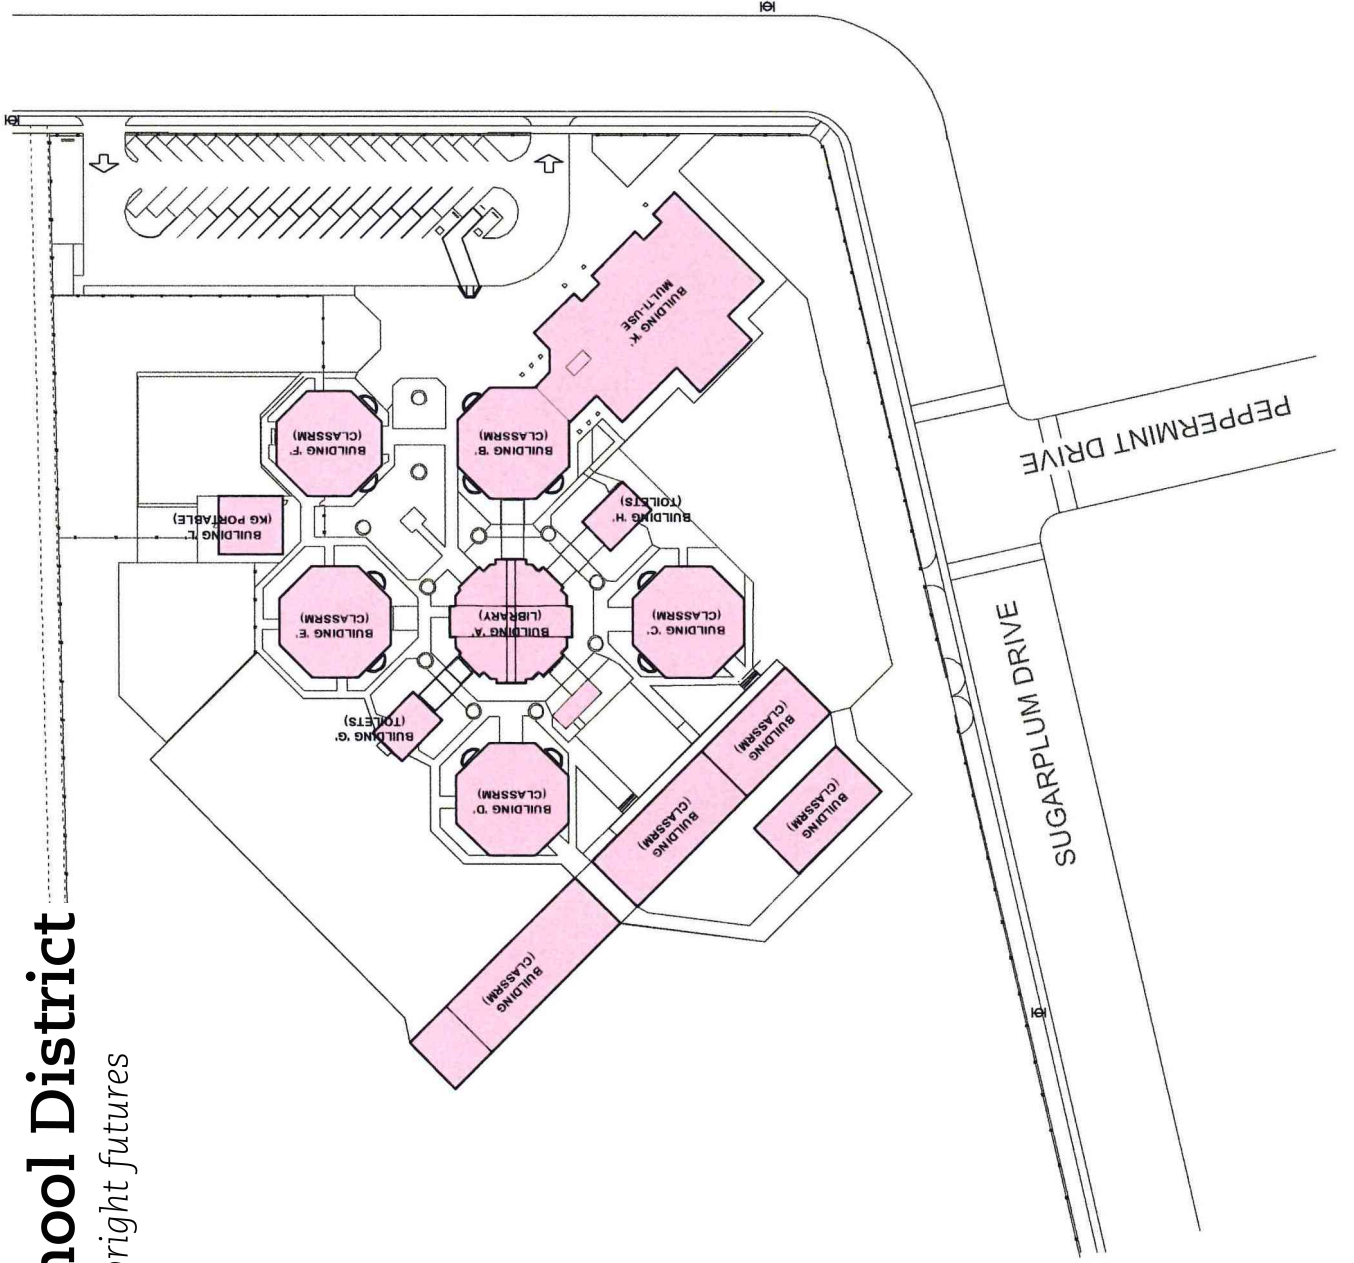 BUILDING 'K'
MULTI-USE
BUILDING 'F'
(CLASSRM)
BUILDING 'B'
(CLASSRM)
BUILDING 'L'
(KG PORTABLE)
BUILDING 'H'
(TOILETS)
BUILDING 'E'
(CLASSRM)
BUILDING 'A'
(LIBRARY)
BUILDING 'C'
(CLASSRM)
BUILDING 'G'
(TOILETS)
BUILDING 'D'
(CLASSRM)
BUILDING
(CLASSRM)
BUILDING
(CLASSRM)
BUILDING
(CLASSRM)
BUILDING
(CLASSRM)
PEPPERMINT DRIVE
SUGARPLUM DRIVE
hool District
right futures